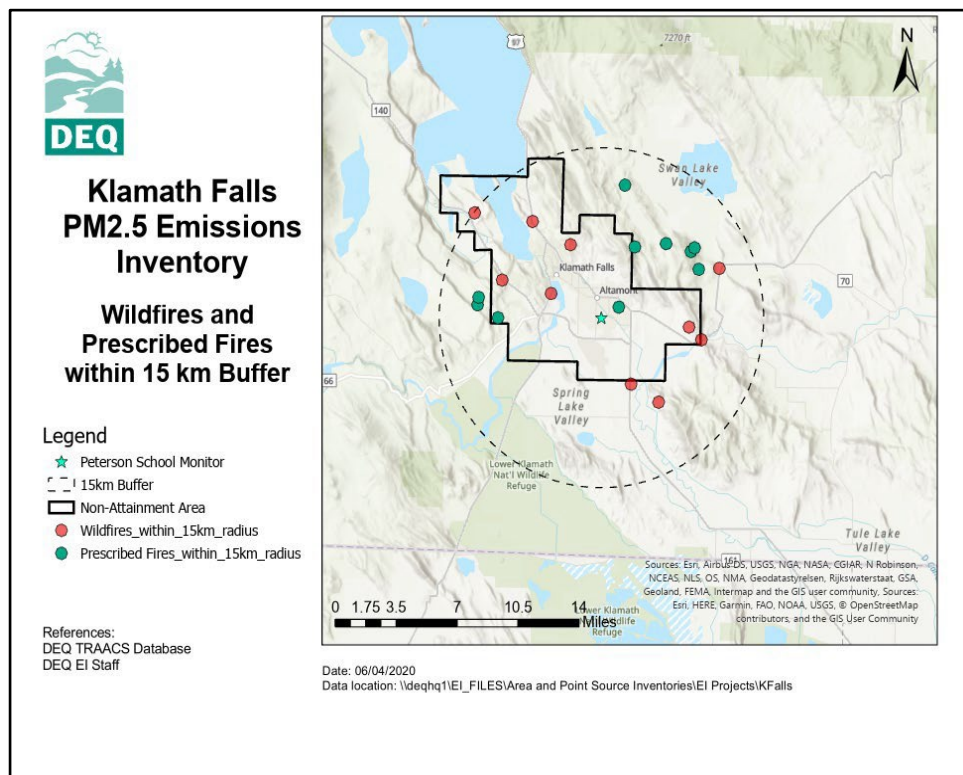 DEQ
Klamath Falls
PM2.5 Emissions
Inventory
Wildfires and
Prescribed Fires
within 15 km Buffer
Legend
Peterson School Monitor
15km Buffer
Non-Attainment Area
Wildfires_within_15km_radius
Prescribed Fires_within_15km_radius
References:
DEQ TRAACS Database
DEQ EI Staff
97
7270 ft
N
140
Swan Lake
Valley
Klamath Falls
Altamont
70
66
Spring
Lake
Valley
Lower Klamath
Nat'l Wildlife
Refuge
Tule Lake
Valley
161
Sources: Esri, Airbus DS, USGS, NGA, NASA, CGIAR, N Robinson,
NCEAS, NLS, OS, NMA, Geodatastyrelsen, Rijkswaterstaat, GSA,
Geoland, FEMA, Intermap and the GIS user community, Sources:
Esri, HERE, Garmin, FAO, NOAA, USGS, © OpenStreetMap
contributors, and the GIS User Community
0 1.75 3.5 7 10.5 14
Miles
Lower Klamath
Wildlife
Refuge
Date: 06/04/2020
Data location: \\deqhq1\EI_FILES\Area and Point Source Inventories\EI Projects\KFalls